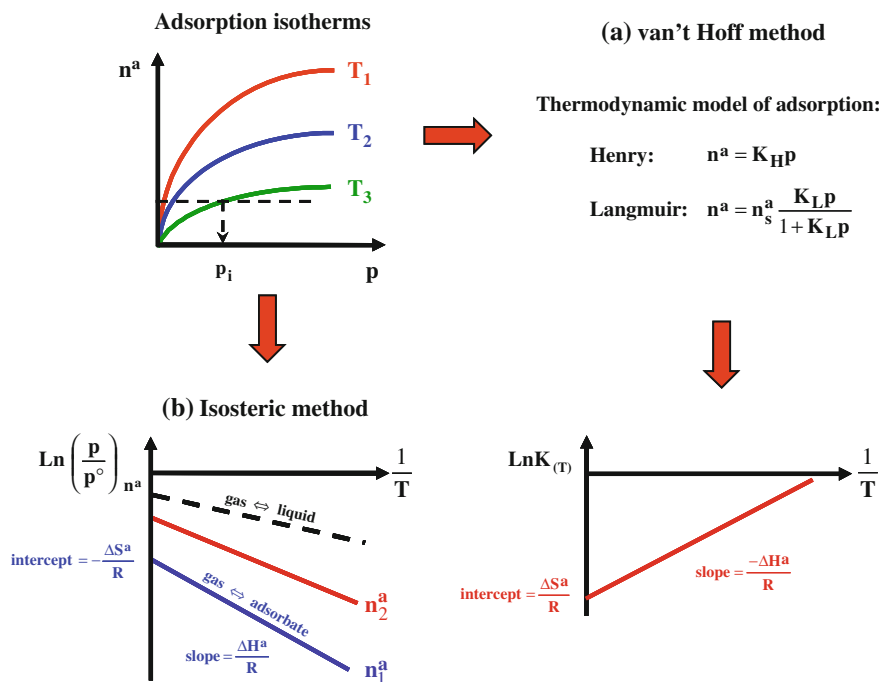 Adsorption isotherms
nᵃ
T₁
T₂
T₃
pᵢ
p
(a) van't Hoff method
Thermodynamic model of adsorption:
Henry: nᵃ = K_H p
Langmuir: nᵃ = nₛᵃ K_L p / (1 + K_L p)
(b) Isosteric method
Ln (p/p°) nᵃ
1/T
gas ⇔ liquid
intercept = −ΔSᵃ/R
gas ⇔ adsorbate
n₂ᵃ
slope = ΔHᵃ/R
n₁ᵃ
LnK₍T₎
1/T
slope = −ΔHᵃ/R
intercept = ΔSᵃ/R